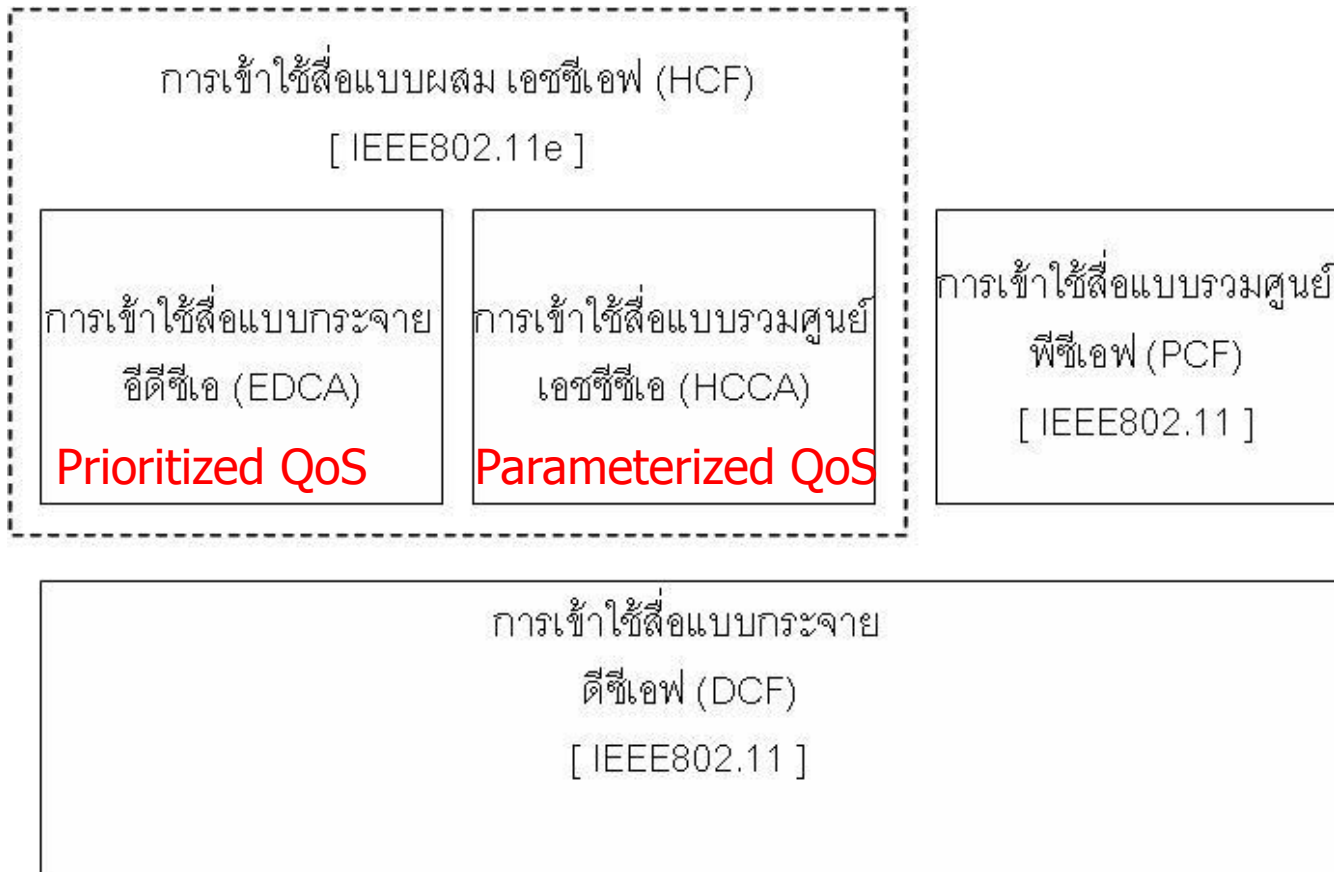 การเข้าใช้สื่อแบบผสม เอชซีเอฟ (HCF)
[ IEEE802.11e ]
การเข้าใช้สื่อแบบกระจาย
อีดีซีเอ (EDCA)
Prioritized QoS
การเข้าใช้สื่อแบบรวมศูนย์
เอชซีซีเอ (HCCA)
Parameterized QoS
การเข้าใช้สื่อแบบรวมศูนย์
พีซีเอฟ (PCF)
[ IEEE802.11 ]
การเข้าใช้สื่อแบบกระจาย
ดีซีเอฟ (DCF)
[ IEEE802.11 ]